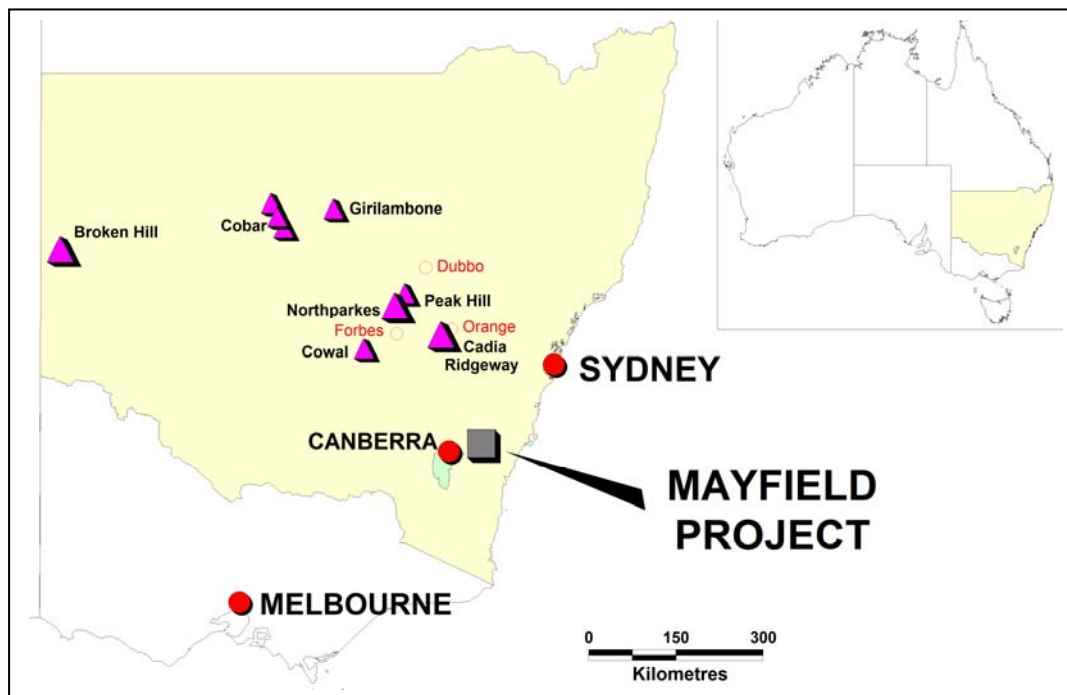 Broken Hill
Cobar
Girilambone
Dubbo
Northparkes
Peak Hill
Forbes
Orange
Cowal
Cadia
Ridgeway
SYDNEY
CANBERRA
MAYFIELD
PROJECT
MELBOURNE
0 150 300
Kilometres